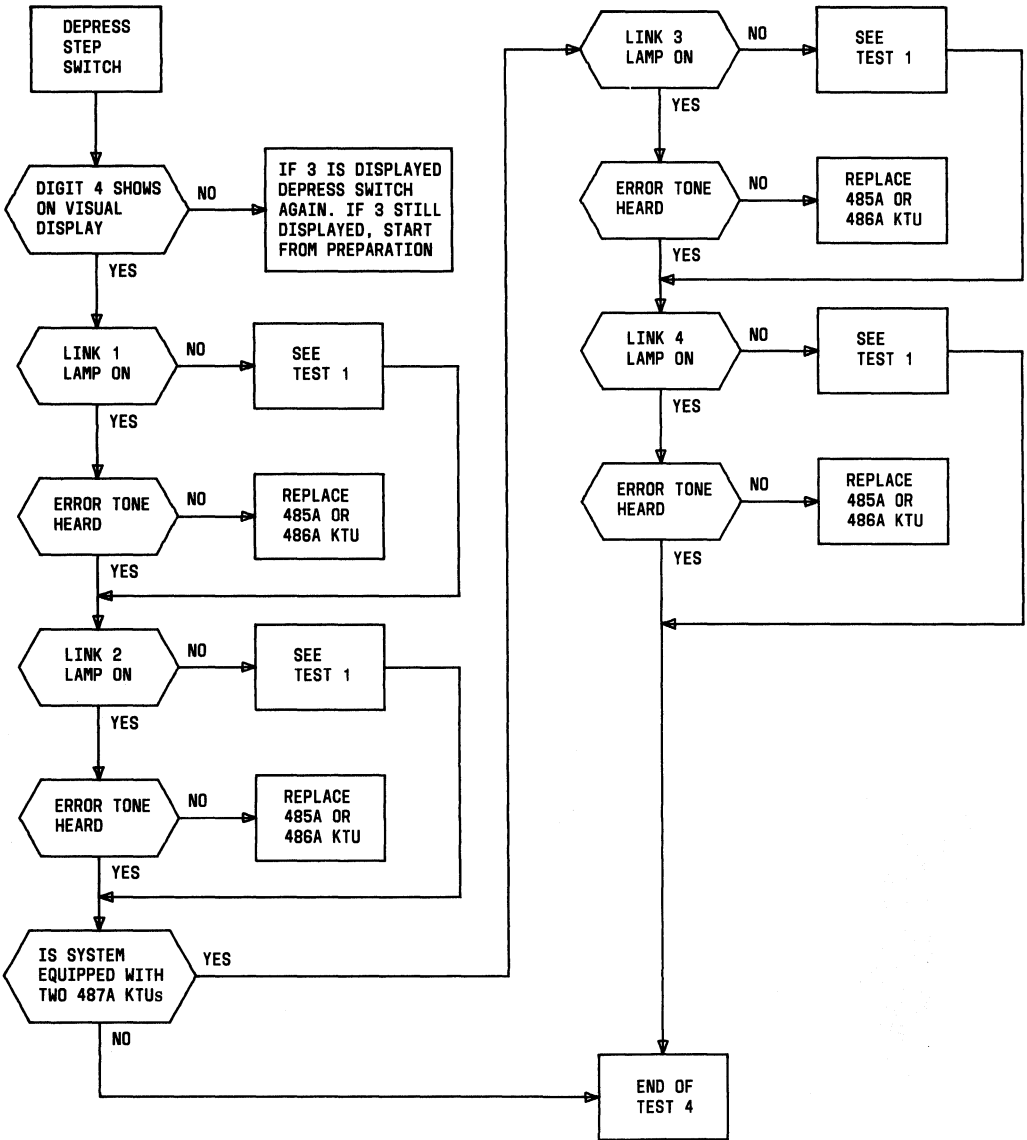 DEPRESS
STEP
SWITCH
DIGIT 4 SHOWS
ON VISUAL
DISPLAY
NO
IF 3 IS DISPLAYED
DEPRESS SWITCH
AGAIN. IF 3 STILL
DISPLAYED, START
FROM PREPARATION
YES
LINK 1
LAMP ON
NO
SEE
TEST 1
YES
ERROR TONE
HEARD
NO
REPLACE
485A OR
486A KTU
YES
LINK 2
LAMP ON
NO
SEE
TEST 1
YES
ERROR TONE
HEARD
NO
REPLACE
485A OR
486A KTU
YES
IS SYSTEM
EQUIPPED WITH
TWO 487A KTUs
YES
NO
LINK 3
LAMP ON
NO
SEE
TEST 1
YES
ERROR TONE
HEARD
NO
REPLACE
485A OR
486A KTU
YES
LINK 4
LAMP ON
NO
SEE
TEST 1
YES
ERROR TONE
HEARD
NO
REPLACE
485A OR
486A KTU
YES
END OF
TEST 4